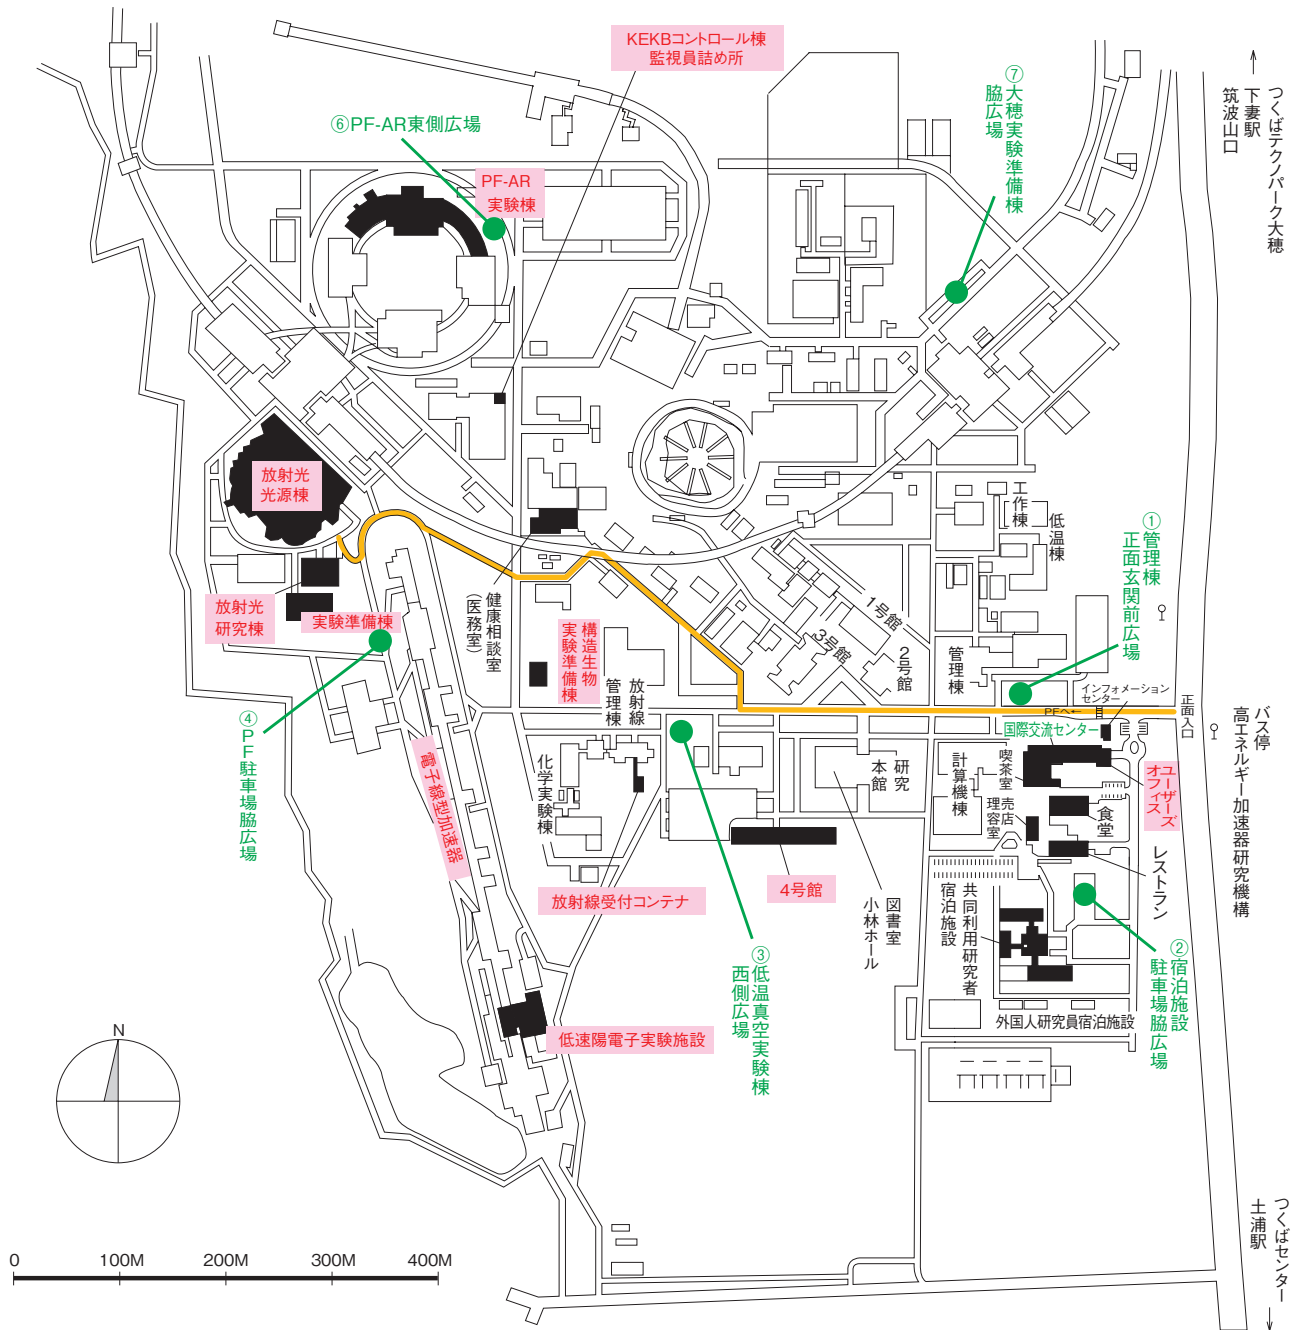 KEKBコントロール棟
監視員詰め所
⑥PF-AR東側広場
PF-AR
実験棟
⑦大穂実験準備棟
脇広場
つくばテクノパーク大穂
下妻駅
筑波山口
放射光
光源棟
放射光
研究棟
実験準備棟
健康相談室
(医務室)
構造生物
実験準備棟
放射線
管理棟
1号館
2号館
3号館
工作棟
低温棟
管理棟
①管理棟
正面玄関前広場
インフォメーション
センター
PFへ←
正面入口
バス停
高エネルギー加速器研究機構
国際交流センター
ユーザーズ
オフィス
喫茶室
売店
理容室
食堂
レストラン
計算機棟
研究
本館
図書室
小林ホール
共同利用研究者
宿泊施設
外国人研究員宿泊施設
②宿泊施設
駐車場脇広場
③低温真空実験棟
西側広場
4号館
化学実験棟
放射線受付コンテナ
④PF駐車場脇広場
電子線型加速器
低速陽電子実験施設
N
0
100M
200M
300M
400M
つくばセンター
土浦駅